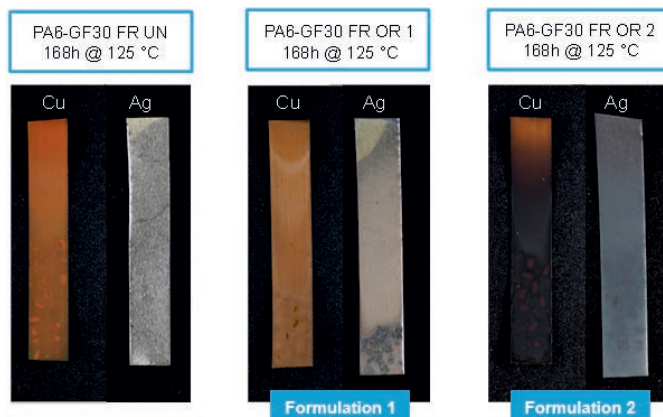 PA6-GF30 FR UN
168h @ 125 °C
PA6-GF30 FR OR 1
168h @ 125 °C
PA6-GF30 FR OR 2
168h @ 125 °C
Cu Ag
Cu Ag
Cu Ag
Formulation 1
Formulation 2